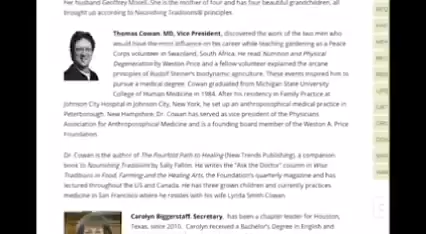 her husband Geoffrey Morell. She is the mother of four and has four beautiful grandchildren, all
brought up according to Nourishing Traditions® principles.
Thomas Cowan, MD, Vice President, discovered the work of the two men who
would have the most influence on his career while teaching gardening as a Peace
Corps volunteer in Swaziland, South Africa. He read Nutrition and Physical
Degeneration by Weston Price and a fellow volunteer explained the arcane
principles of Rudolf Steiner's biodynamic agriculture. These events inspired him to
pursue a medical degree. Cowan graduated from Michigan State University
College of Human Medicine in 1984. After his residency in Family Practice at
Johnson City Hospital in Johnson City, New York, he set up an anthroposophical medical practice in
Peterborough, New Hampshire. Dr. Cowan has served as vice president of the Physicians
Association for Anthroposophical Medicine and is a founding board member of the Weston A. Price
Foundation.
Dr. Cowan is the author of The Fourfold Path to Healing (New Trends Publishing), a companion
book to Nourishing Traditions by Sally Fallon. He writes the "Ask the Doctor" column in Wise
Traditions in Food, Farming and the Healing Arts, the Foundation's quarterly magazine and has
lectured throughout the US and Canada. He has three grown children and currently practices
medicine in San Francisco where he resides with his wife Lynda Smith Cowan.
Carolyn Biggerstaff, Secretary, has been a chapter leader for Houston,
Texas, since 2010. Carolyn received a Bachelor's Degree in English and